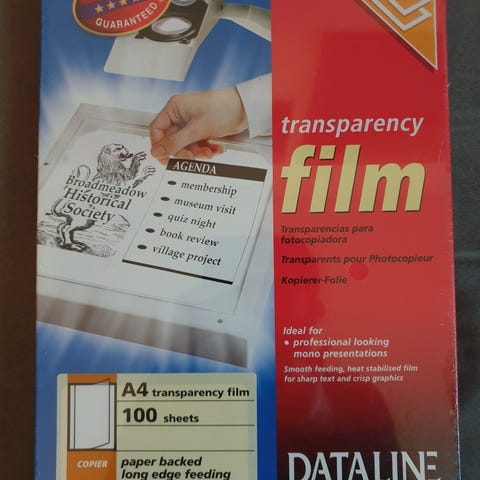 GUARANTEED
transparency
film
Transparencias para
fotocopiadora
Transparents pour Photocopieur
Kopierer-Folie
Broadmeadow
Historical
Society
AGENDA
• membership
• museum visit
• quiz night
• book review
• village project
Ideal for
• professional looking
mono presentations
Smooth feeding, heat stabilised film
for sharp text and crisp graphics
A4 transparency film
100 sheets
COPIER
paper backed
long edge feeding
DATALINE